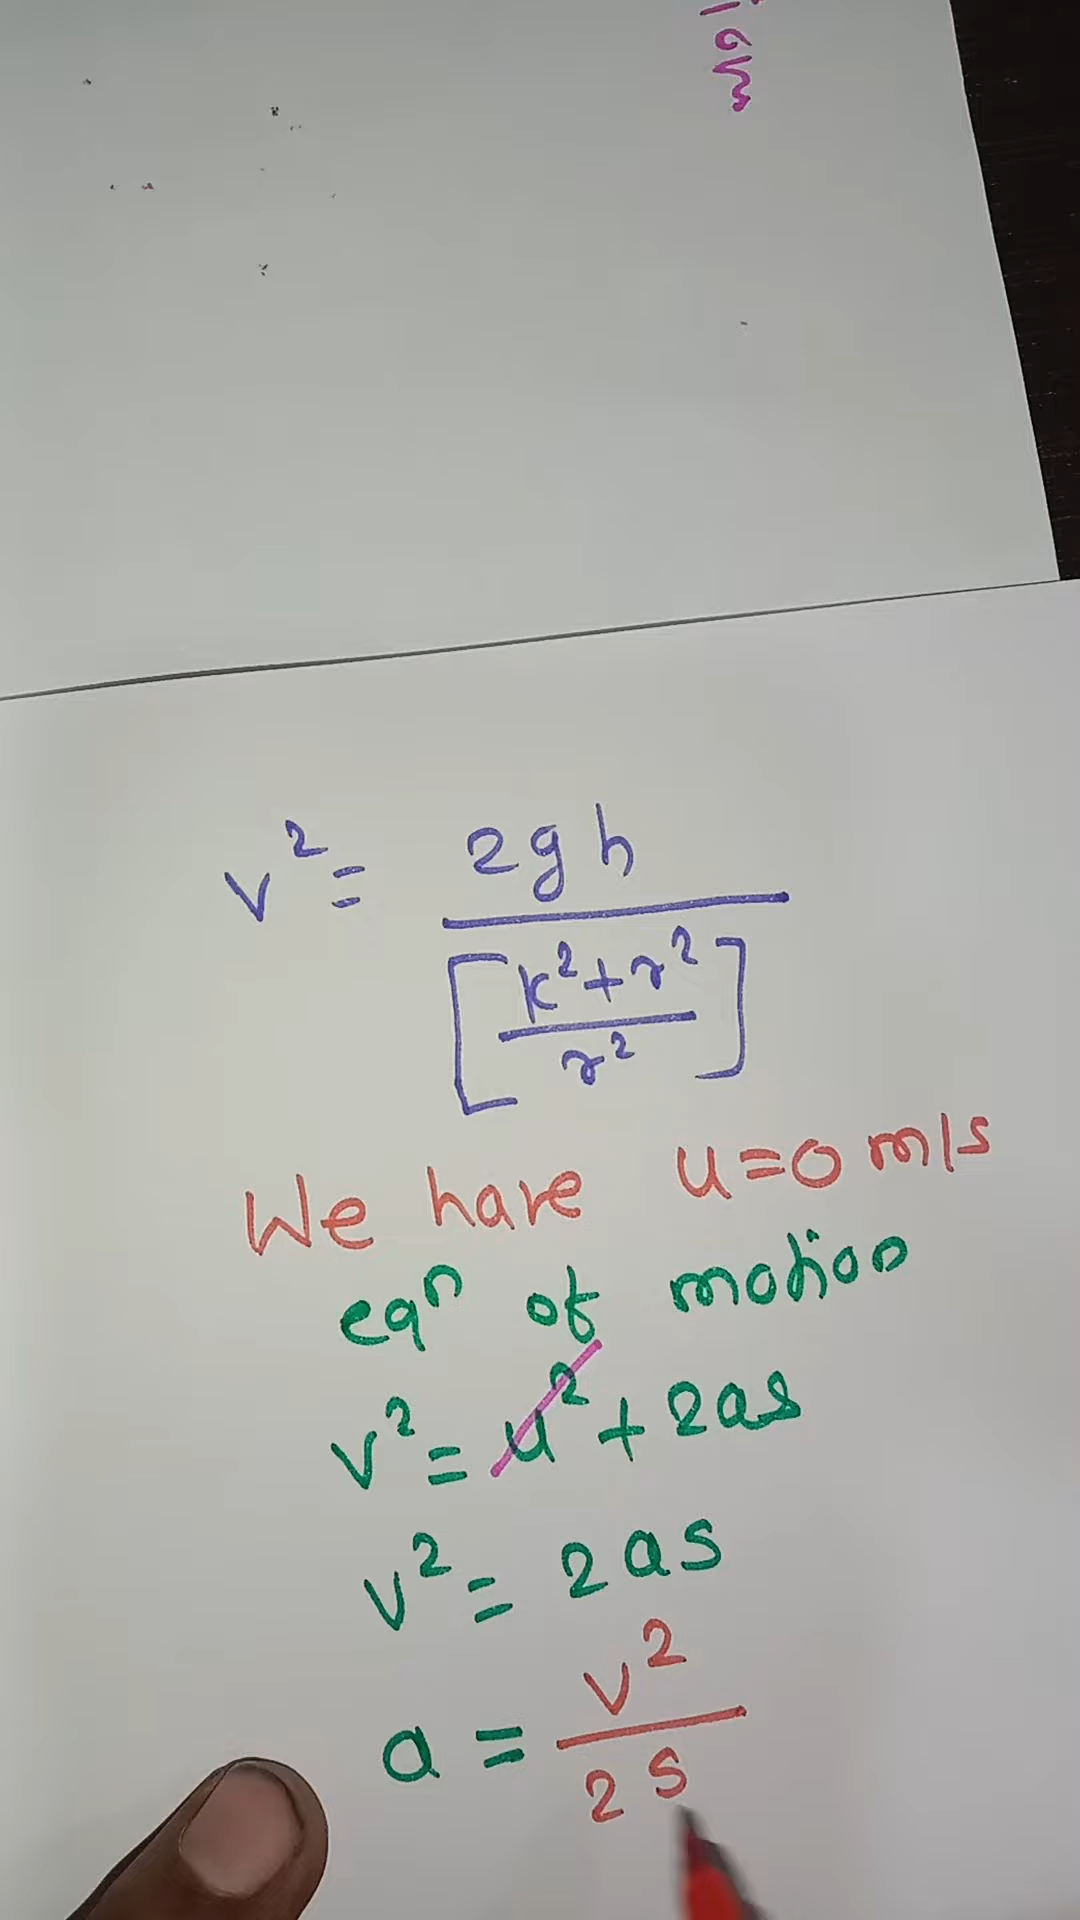 v² = 2gh / [k²+r² / r²]
We have u=0 m/s
eqⁿ of motion
v² = u² + 2as
v² = 2as
a = v² / 2s